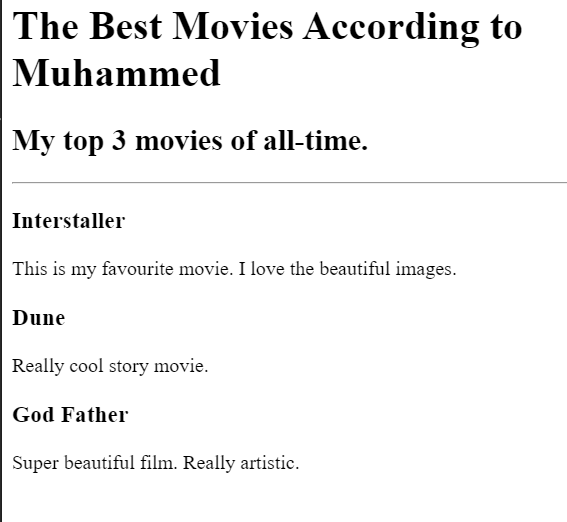 The Best Movies According to
Muhammed
My top 3 movies of all-time.
Interstaller
This is my favourite movie. I love the beautiful images.
Dune
Really cool story movie.
God Father
Super beautiful film. Really artistic.